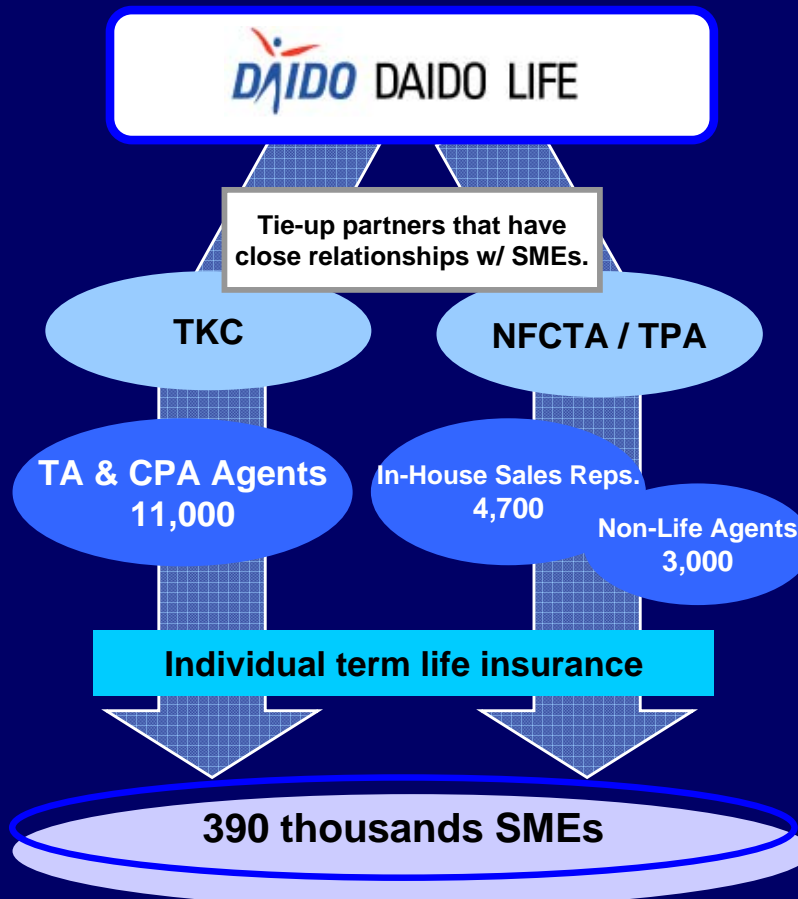 DAIDO DAIDO LIFE
Tie-up partners that have
close relationships w/ SMEs.
TKC
NFCTA / TPA
TA & CPA Agents
11,000
In-House Sales Reps.
4,700
Non-Life Agents
3,000
Individual term life insurance
390 thousands SMEs